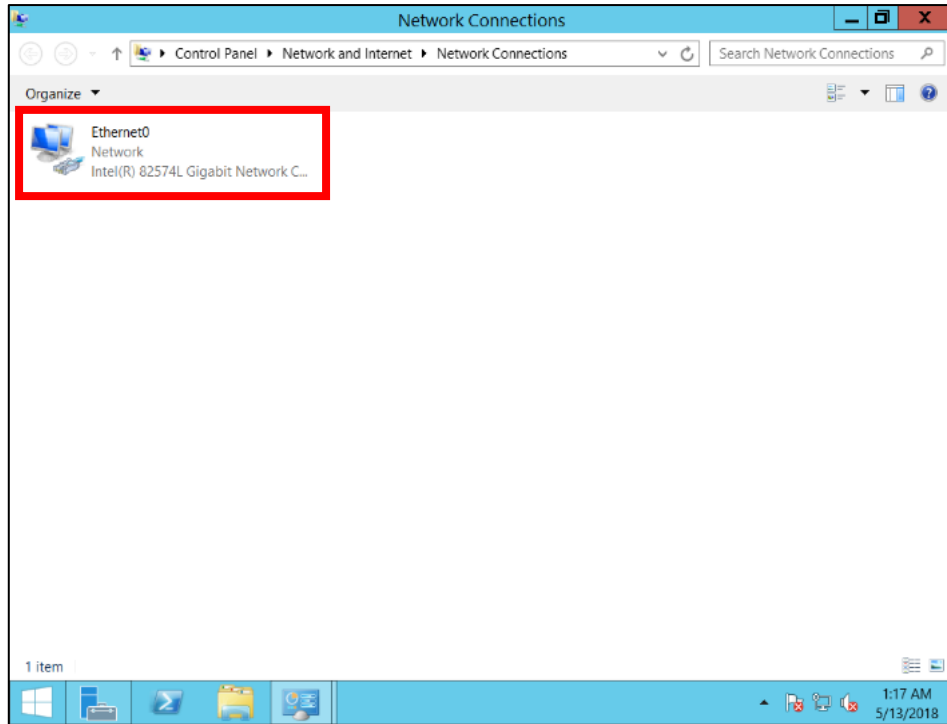 Network Connections
Control Panel Network and Internet Network Connections
Search Network Connections
Organize
Ethernet0
Network
Intel(R) 82574L Gigabit Network C...
1 item
1:17 AM
5/13/2018